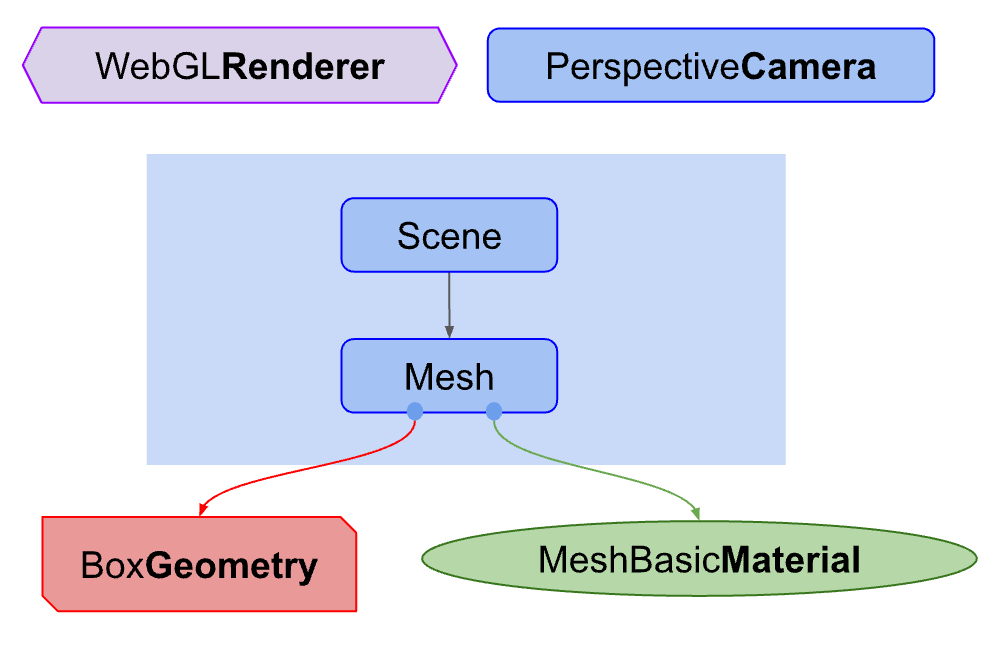 WebGLRenderer
PerspectiveCamera
Scene
Mesh
BoxGeometry
MeshBasicMaterial